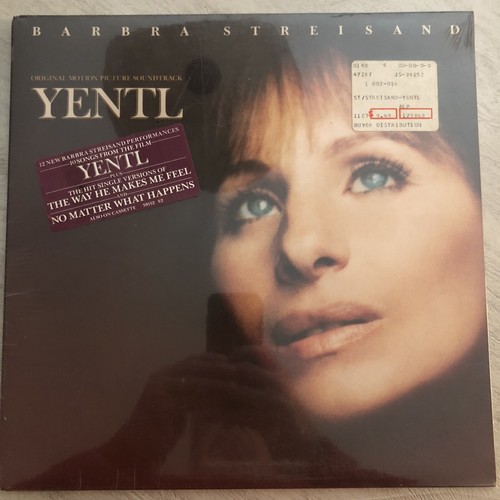 BARBRA STREISAND
ORIGINAL MOTION PICTURE SOUNDTRACK
YENTL
12 NEW BARBRA STREISAND PERFORMANCES
10 SONGS FROM THE FILM
YENTL
PLUS
THE HIT SINGLE VERSIONS OF
THE WAY HE MAKES ME FEEL
AND
NO MATTER WHAT HAPPENS
ALSO ON CASSETTE
ST/STREISAND-YENTL
BUYOR DISTRIBUTION